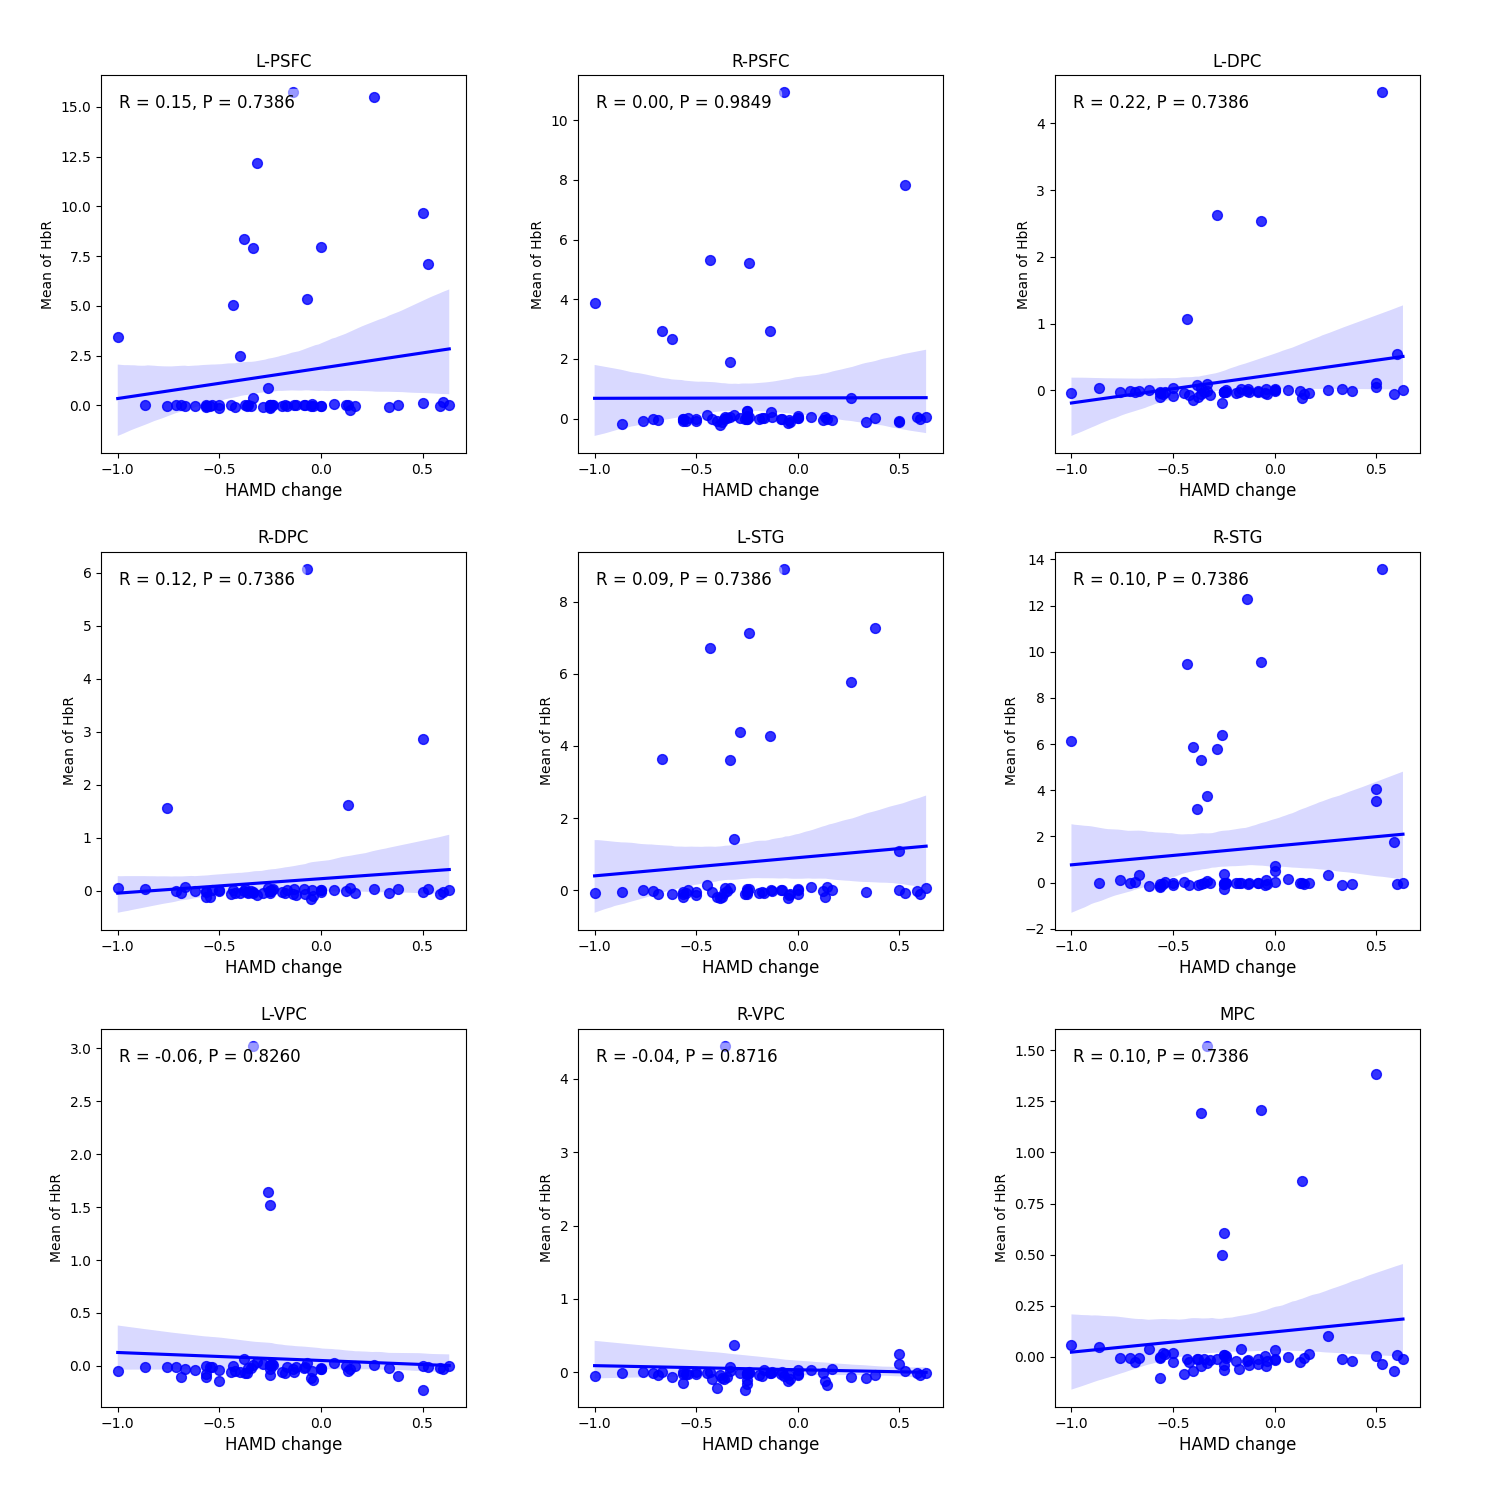 L-PSFC
R = 0.15, P = 0.7386
15.0
12.5
10.0
7.5
5.0
2.5
0.0
Mean of HbR
−1.0 −0.5 0.0 0.5
HAMD change
R-PSFC
R = 0.00, P = 0.9849
10
8
6
4
2
0
Mean of HbR
−1.0 −0.5 0.0 0.5
HAMD change
L-DPC
R = 0.22, P = 0.7386
4
3
2
1
0
Mean of HbR
−1.0 −0.5 0.0 0.5
HAMD change
R-DPC
R = 0.12, P = 0.7386
6
5
4
3
2
1
0
Mean of HbR
−1.0 −0.5 0.0 0.5
HAMD change
L-STG
R = 0.09, P = 0.7386
8
6
4
2
0
Mean of HbR
−1.0 −0.5 0.0 0.5
HAMD change
R-STG
R = 0.10, P = 0.7386
14
12
10
8
6
4
2
0
−2
Mean of HbR
−1.0 −0.5 0.0 0.5
HAMD change
L-VPC
R = -0.06, P = 0.8260
3.0
2.5
2.0
1.5
1.0
0.5
0.0
Mean of HbR
−1.0 −0.5 0.0 0.5
HAMD change
R-VPC
R = -0.04, P = 0.8716
4
3
2
1
0
Mean of HbR
−1.0 −0.5 0.0 0.5
HAMD change
MPC
R = 0.10, P = 0.7386
1.50
1.25
1.00
0.75
0.50
0.25
0.00
Mean of HbR
−1.0 −0.5 0.0 0.5
HAMD change